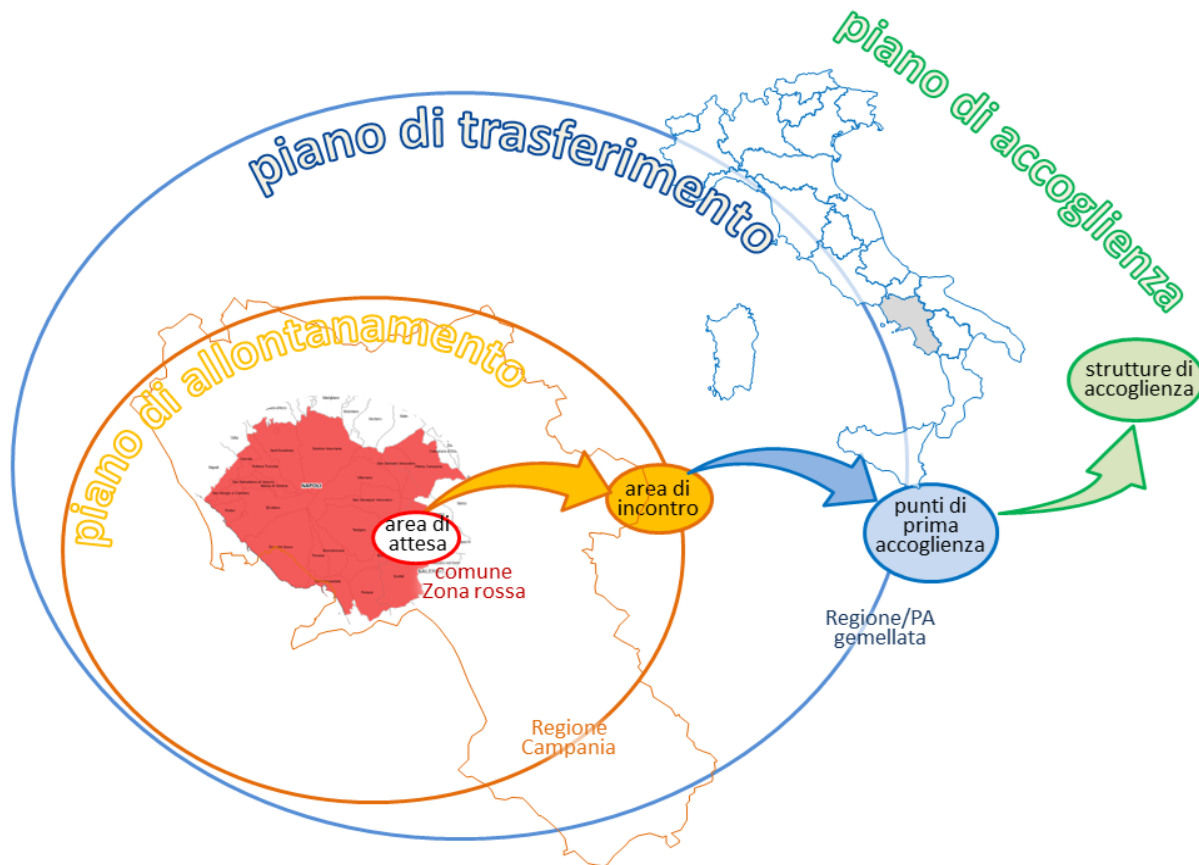 piano di accoglienza
piano di trasferimento
piano di allontanamento
strutture di
accoglienza
area di
incontro
punti di
prima
accoglienza
NAPOLI
area di
attesa
comune
Zona rossa
Regione/PA
gemellata
Regione
Campania